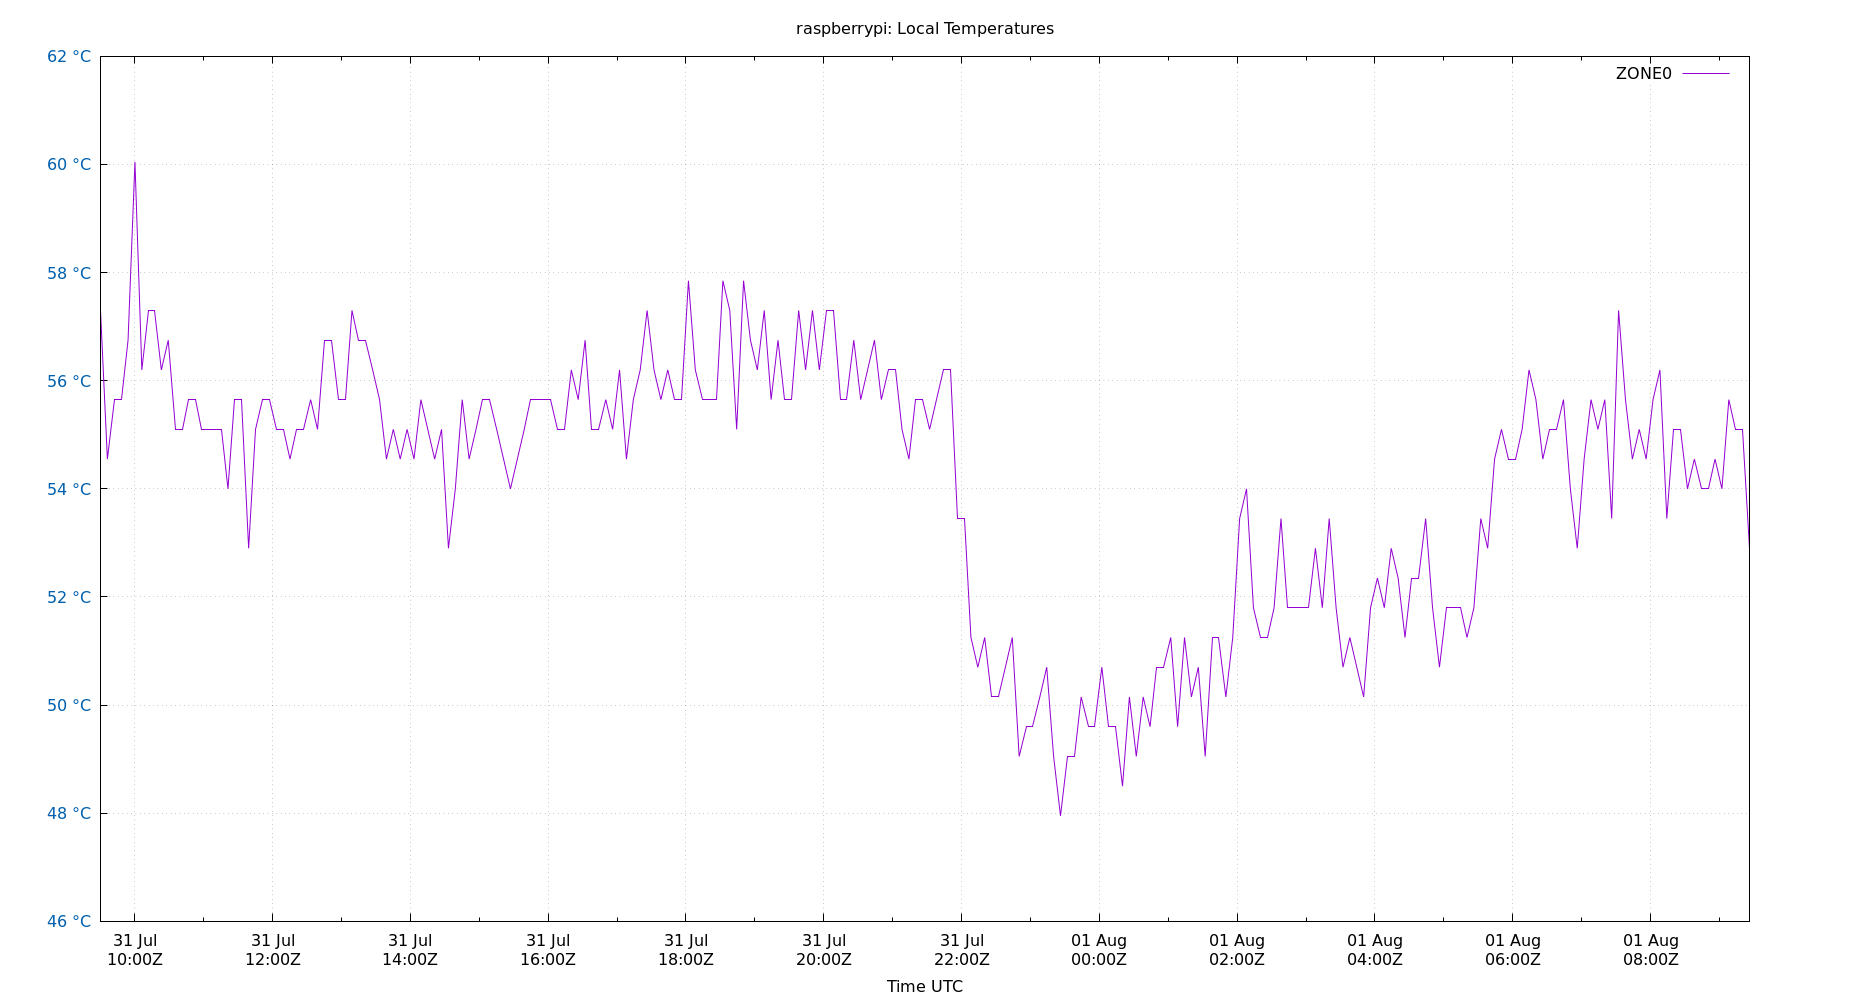 raspberrypi: Local Temperatures
62 °C
ZONE0
60 °C
58 °C
56 °C
54 °C
52 °C
50 °C
48 °C
46 °C
31 Jul 31 Jul 31 Jul 31 Jul 31 Jul 31 Jul 31 Jul 01 Aug 01 Aug 01 Aug 01 Aug 01 Aug
10:00Z 12:00Z 14:00Z 16:00Z 18:00Z 20:00Z 22:00Z 00:00Z 02:00Z 04:00Z 06:00Z 08:00Z
Time UTC